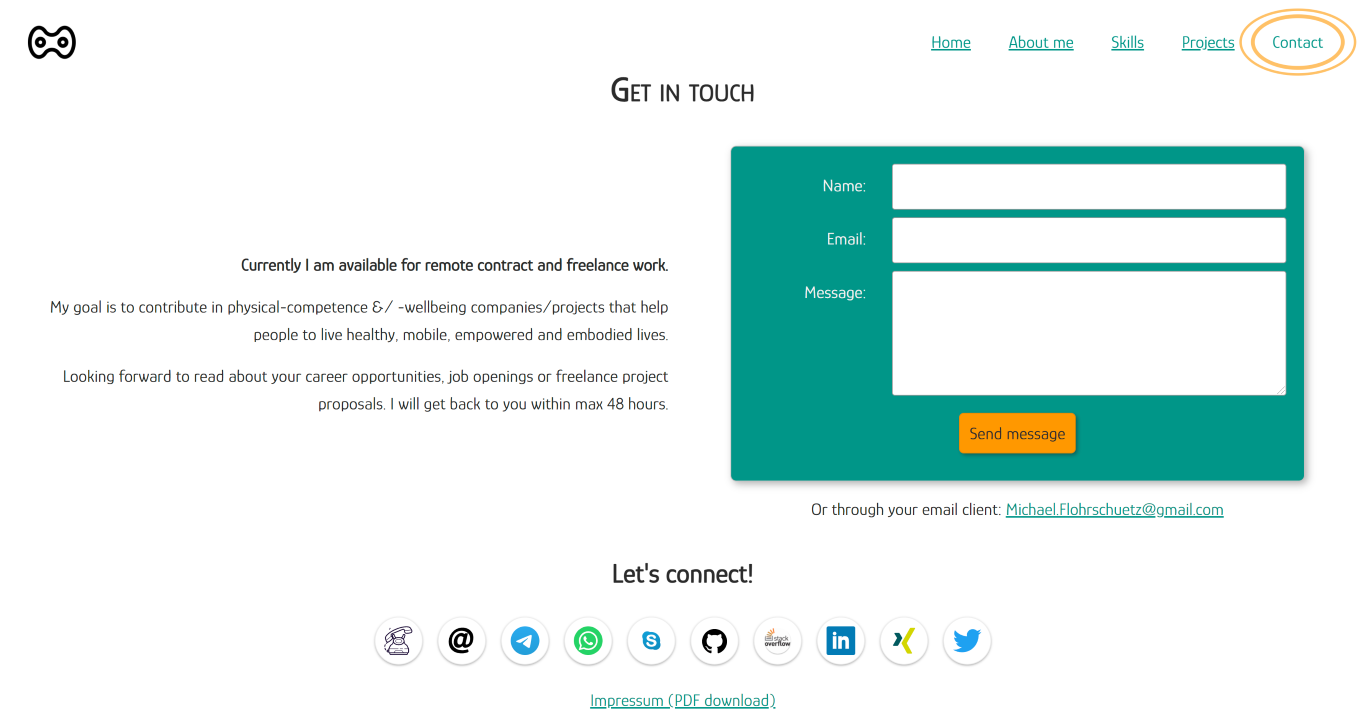 Home About me Skills Projects Contact
Get in touch
Currently I am available for remote contract and freelance work.
My goal is to contribute in physical-competence &/ -wellbeing companies/projects that help
people to live healthy, mobile, empowered and embodied lives.
Looking forward to read about your career opportunities, job openings or freelance project
proposals. I will get back to you within max 48 hours.
Name:
Email:
Message:
Send message
Or through your email client: Michael.Flohrschuetz@gmail.com
Let's connect!
@
stack
overflow
in
Impressum (PDF download)